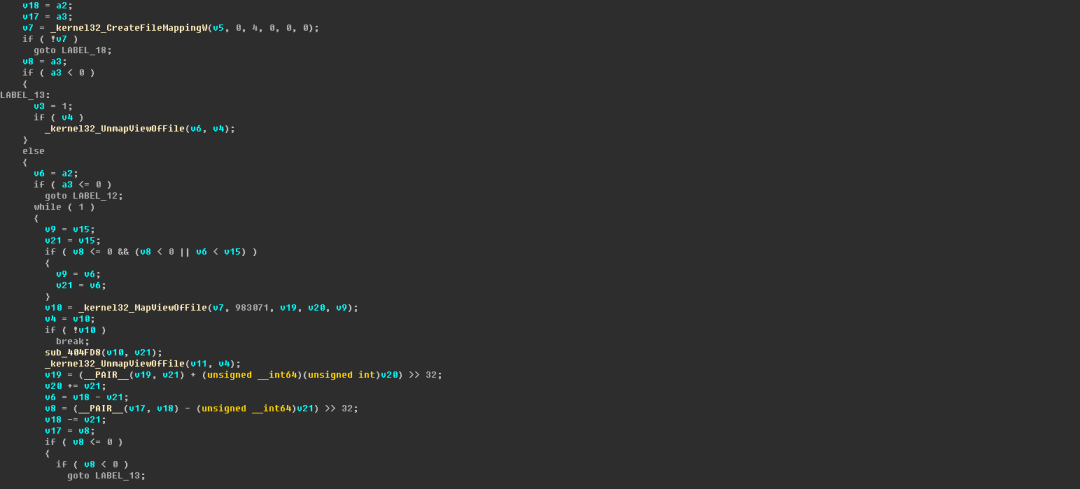 v18 = a2;
v17 = a3;
v7 = _kernel32_CreateFileMappingW(v5, 0, 4, 0, 0, 0);
if ( !v7 )
goto LABEL_18;
v8 = a3;
if ( a3 < 0 )
{
LABEL_13:
v3 = 1;
if ( v4 )
_kernel32_UnmapViewOfFile(v6, v4);
}
else
{
v6 = a2;
if ( a3 <= 0 )
goto LABEL_12;
while ( 1 )
{
v9 = v15;
v21 = v15;
if ( v8 <= 0 && (v8 < 0 || v6 < v15) )
{
v9 = v6;
v21 = v6;
}
v10 = _kernel32_MapViewOfFile(v7, 983071, v19, v20, v9);
v4 = v10;
if ( !v10 )
break;
sub_404FD8(v10, v21);
_kernel32_UnmapViewOfFile(v11, v4);
v19 = (__PAIR__(v19, v21) + (unsigned __int64)(unsigned int)v20) >> 32;
v20 += v21;
v6 = v18 - v21;
v8 = (__PAIR__(v17, v18) - (unsigned __int64)v21) >> 32;
v18 -= v21;
v17 = v8;
if ( v8 <= 0 )
{
if ( v8 < 0 )
goto LABEL_13;